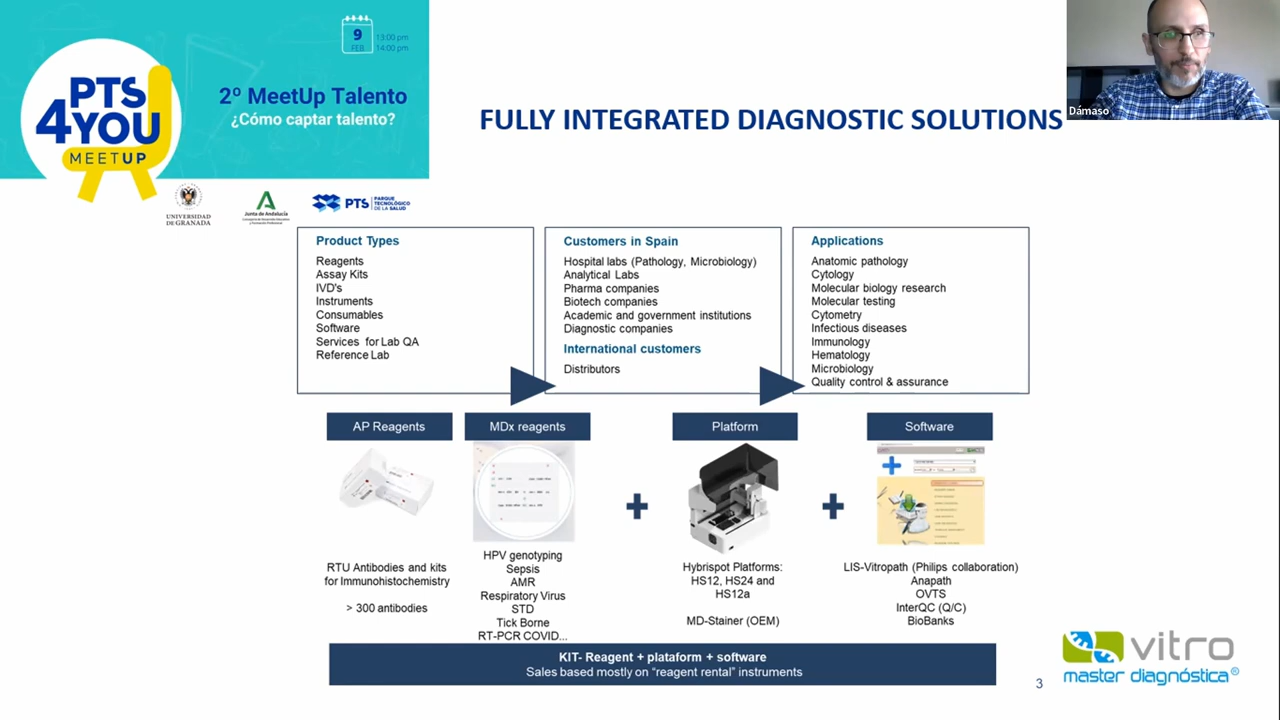 9
FEB
13:00 pm
14:00 pm
PTS
4YOU
MEETUP
2º MeetUp Talento
¿Cómo captar talento?
UNIVERSIDAD
DE GRANADA
Junta de Andalucía
PTS
PARQUE
TECNOLÓGICO
DE LA SALUD
FULLY INTEGRATED DIAGNOSTIC SOLUTIONS
Dámaso
Product Types
Reagents
Assay Kits
IVD's
Instruments
Consumables
Software
Services for Lab QA
Reference Lab
Customers in Spain
Hospital labs (Pathology, Microbiology)
Analytical Labs
Pharma companies
Biotech companies
Academic and government institutions
Diagnostic companies
International customers
Distributors
Applications
Anatomic pathology
Cytology
Molecular biology research
Molecular testing
Cytometry
Infectious diseases
Immunology
Hematology
Microbiology
Quality control & assurance
AP Reagents
RTU Antibodies and kits
for Immunohistochemistry
> 300 antibodies
MDx reagents
HPV genotyping
Sepsis
AMR
Respiratory Virus
STD
Tick Borne
RT-PCR COVID...
+
Platform
Hybrispot Platforms:
HS12, HS24 and
HS12a
MD-Stainer (OEM)
+
Software
LIS-Vitropath (Philips collaboration)
Anapath
OVTS
InterQC (Q/C)
BioBanks
KIT- Reagent + plataform + software
Sales based mostly on “reagent rental” instruments
3
vitro
master diagnóstica®